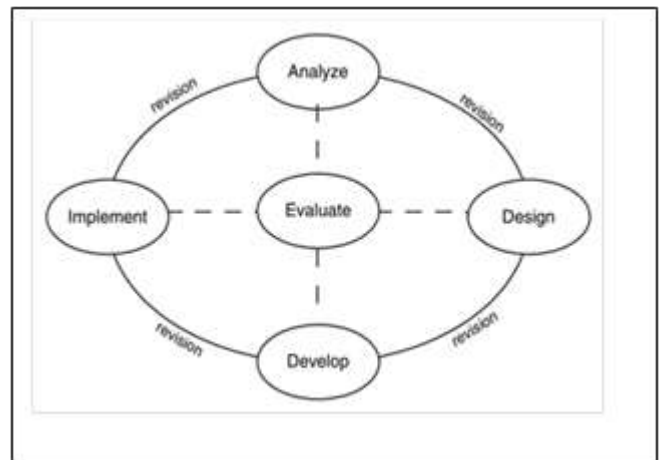 Analyze
revision
revision
Implement
Evaluate
Design
revision
revision
Develop